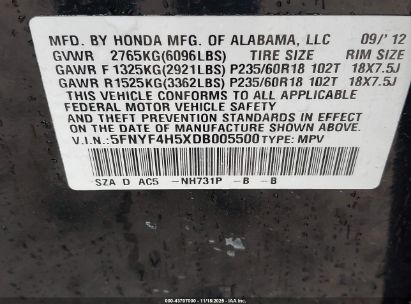 MFD. BY HONDA MFG. OF ALABAMA, LLC 09/'12
GVWR 2765KG(6096LBS) TIRE SIZE RIM SIZE
GAWR F 1325KG(2921LBS) P235/60R18 102T 18X7.5J
GAWR R1525KG(3362LBS) P235/60R18 102T 18X7.5J
THIS VEHICLE CONFORMS TO ALL APPLICABLE
FEDERAL MOTOR VEHICLE SAFETY
AND THEFT PREVENTION STANDARDS IN EFFECT ON
THE DATE OF MANUFACTURE SHOWN ABOVE.
V.I.N.: 5FNYF4H5XDB005500 TYPE: MPV
SZA D AC5 -NH731P -B -B